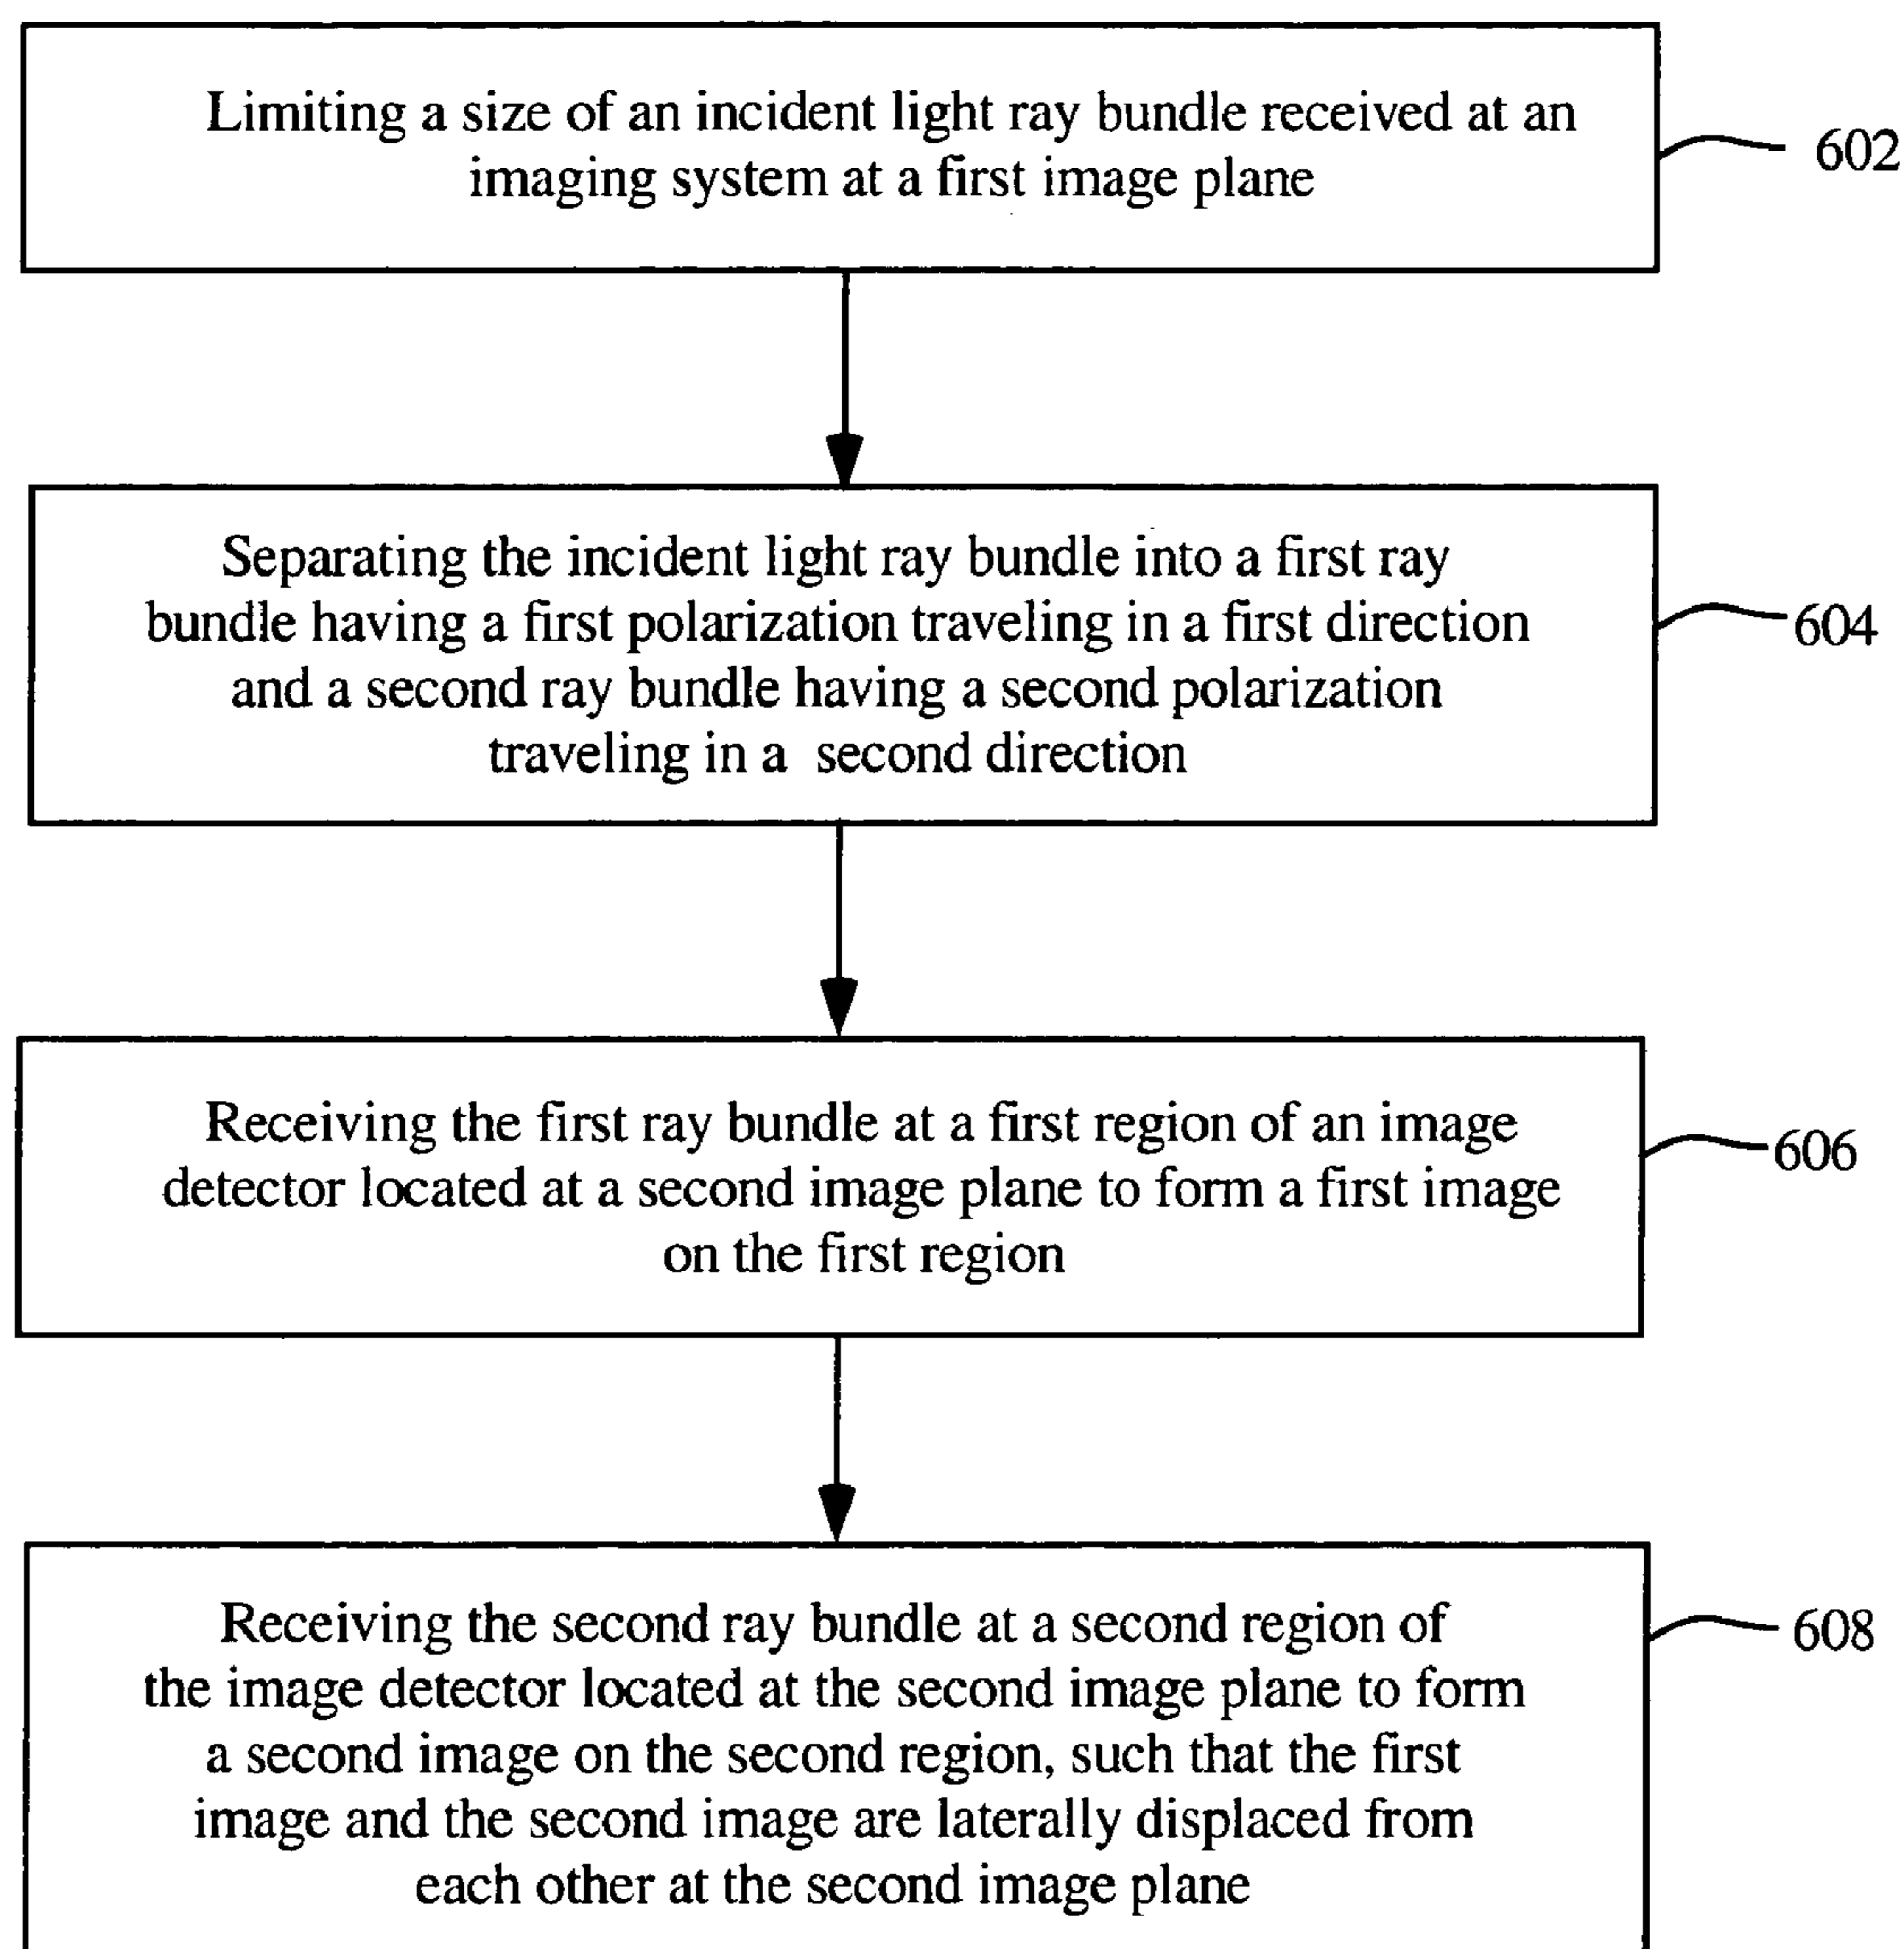 Limiting a size of an incident light ray bundle received at an
imaging system at a first image plane
602
Separating the incident light ray bundle into a first ray
bundle having a first polarization traveling in a first direction
and a second ray bundle having a second polarization
traveling in a second direction
604
Receiving the first ray bundle at a first region of an image
detector located at a second image plane to form a first image
on the first region
606
Receiving the second ray bundle at a second region of
the image detector located at the second image plane to form
a second image on the second region, such that the first
image and the second image are laterally displaced from
each other at the second image plane
608